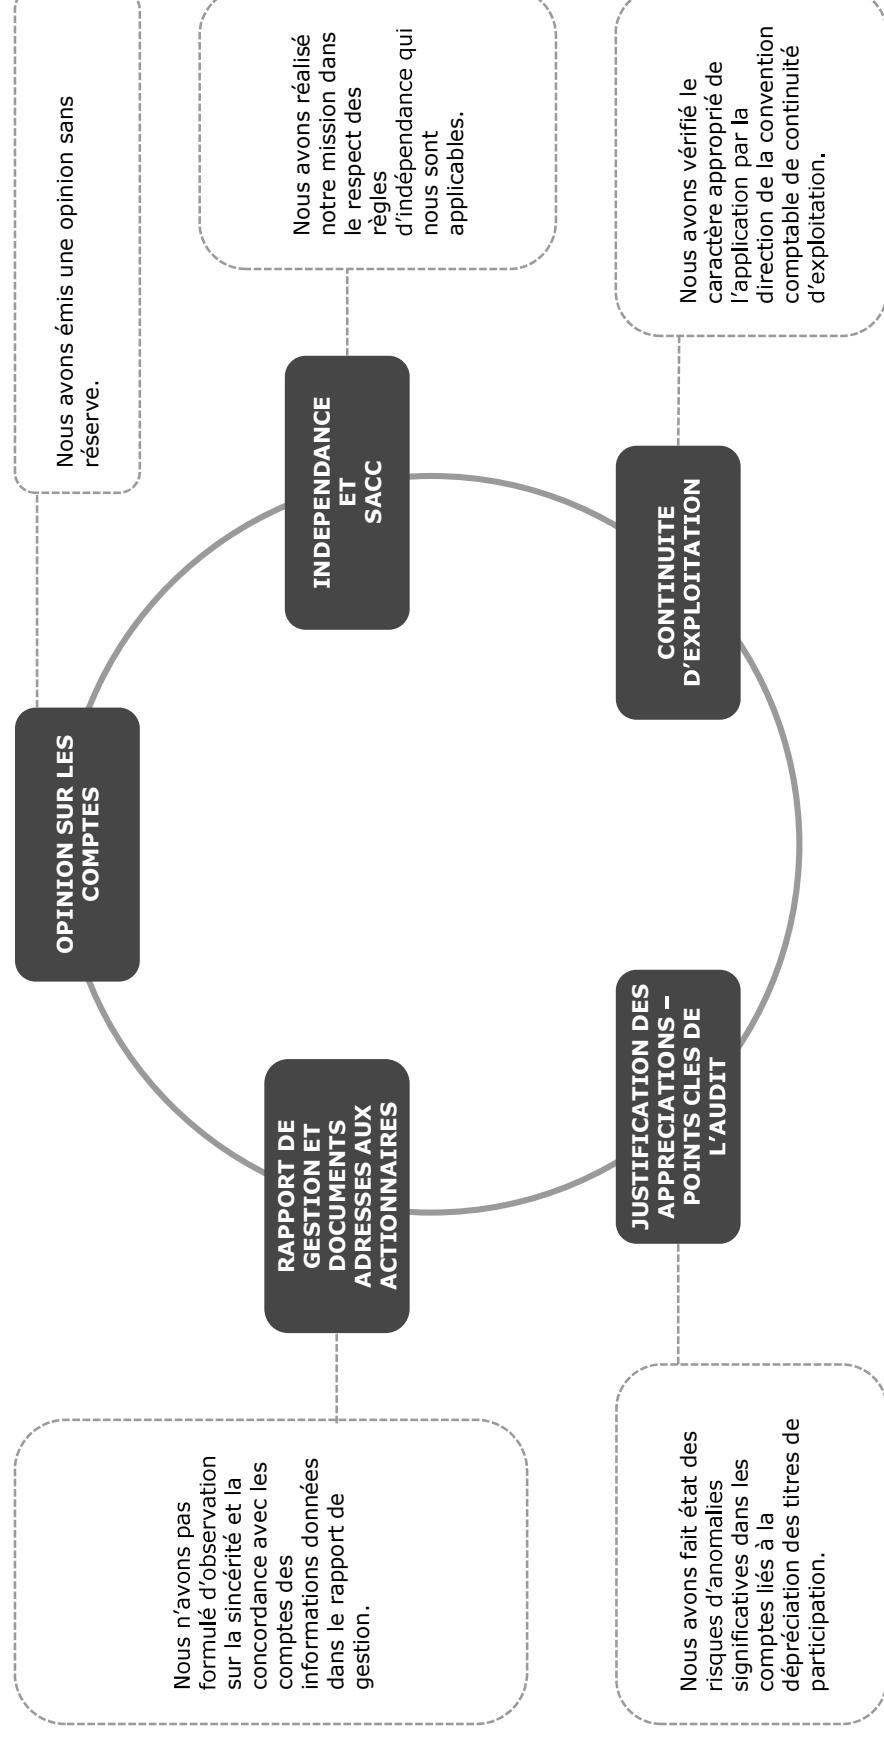 OPINION SUR LES
COMPTES
Nous avons émis une opinion sans
réserve.
INDEPENDANCE
ET
SACC
Nous avons réalisé
notre mission dans
le respect des
règles
d’indépendance qui
nous sont
applicables.
CONTINUITE
D’EXPLOITATION
Nous avons vérifié le
caractère approprié de
l’application par la
direction de la convention
comptable de continuité
d’exploitation.
JUSTIFICATION DES
APPRECIATIONS –
POINTS CLES DE
L’AUDIT
Nous avons fait état des
risques d’anomalies
significatives dans les
comptes liés à la
dépréciation des titres de
participation.
RAPPORT DE
GESTION ET
DOCUMENTS
ADRESSES AUX
ACTIONNAIRES
Nous n’avons pas
formulé d’observation
sur la sincérité et la
concordance avec les
comptes des
informations données
dans le rapport de
gestion.